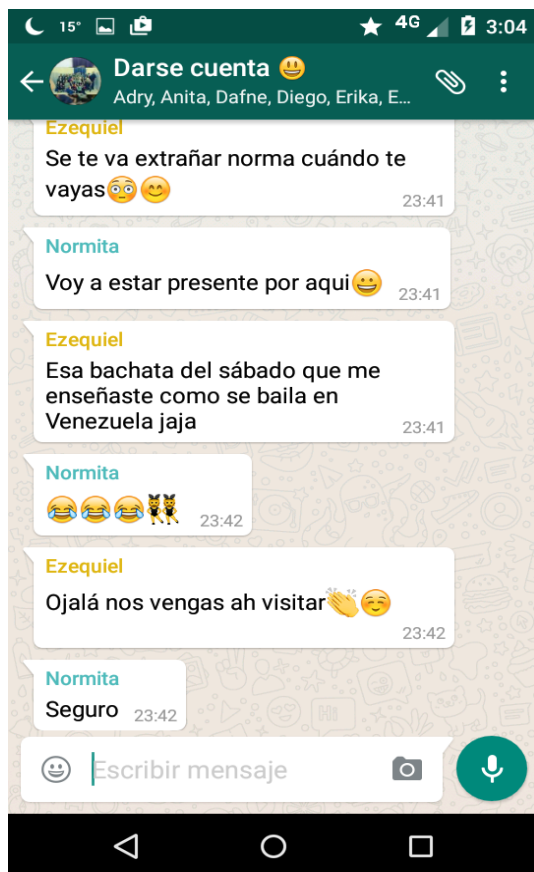 15°
4G
3:04
Darse cuenta 😃
Adry, Anita, Dafne, Diego, Erika, E...
Ezequiel
Se te va extrañar norma cuándo te
vayas😳😊
23:41
Normita
Voy a estar presente por aqui😀
23:41
Ezequiel
Esa bachata del sábado que me
enseñaste como se baila en
Venezuela jaja
23:41
Normita
😂😂😂👯
23:42
Ezequiel
Ojalá nos vengas ah visitar👏☺️
23:42
Normita
Seguro
23:42
Escribir mensaje